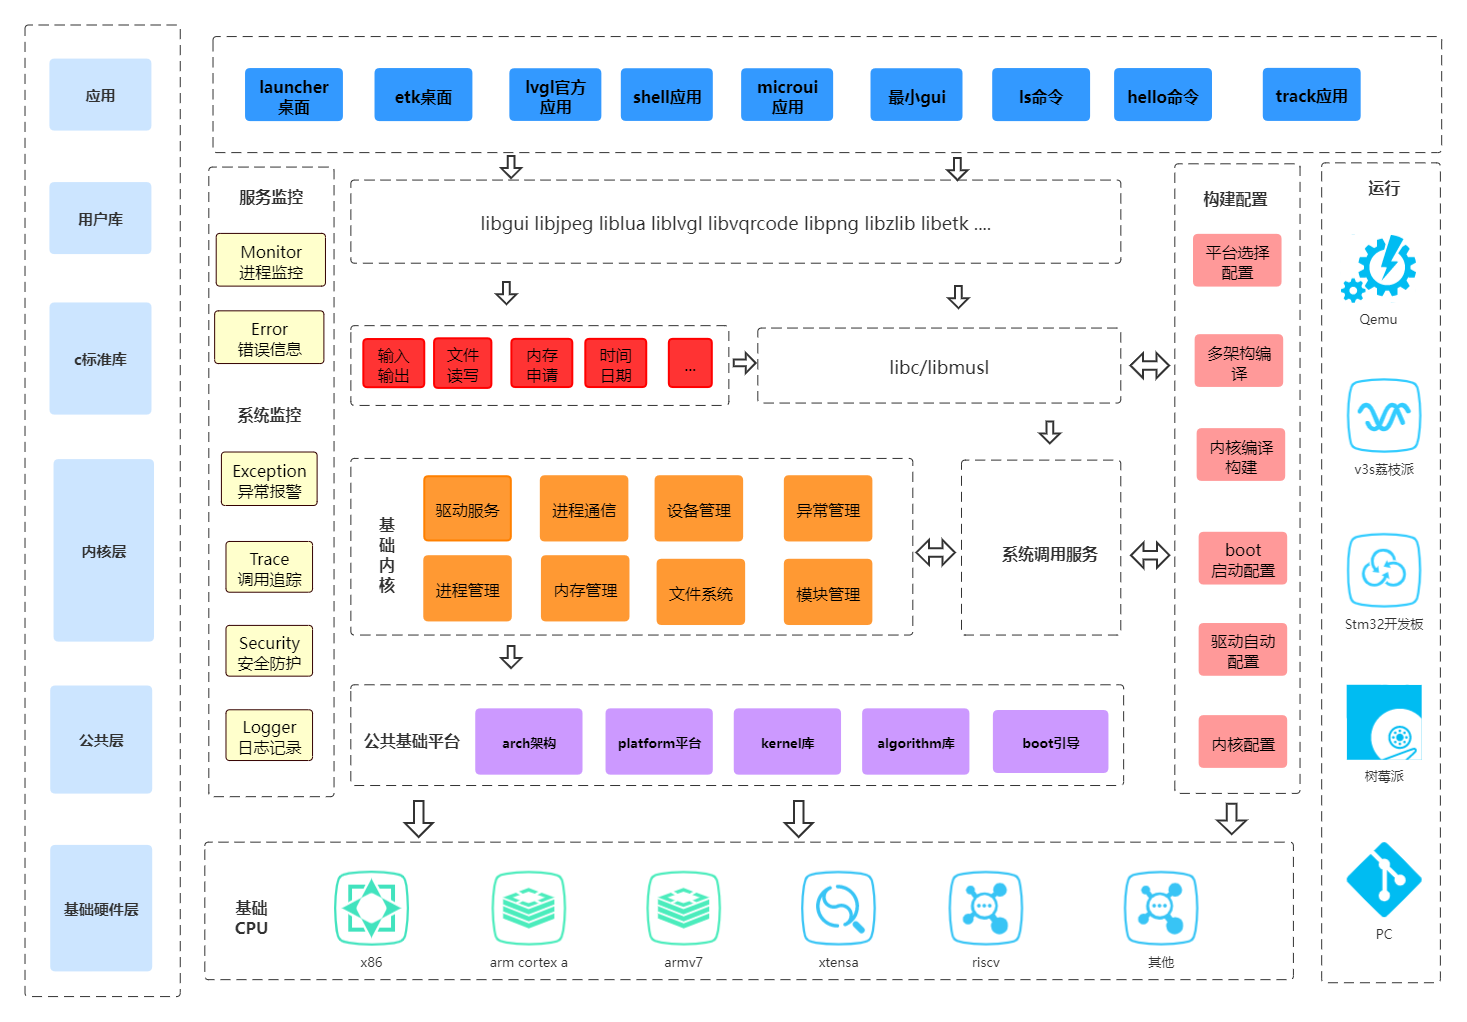 应用
用户库
c标准库
内核层
公共层
基础硬件层
launcher
桌面
etk桌面
lvgl官方
应用
shell应用
microui
应用
最小gui
ls命令
hello命令
track应用
服务监控
Monitor
进程监控
Error
错误信息
系统监控
Exception
异常报警
Trace
调用追踪
Security
安全防护
Logger
日志记录
libgui libjpeg liblua liblvgl libvqrcode libpng libzlib libetk ....
输入
输出
文件
读写
内存
申请
时间
日期
...
libc/libmusl
基
础
内
核
驱动服务
进程通信
设备管理
异常管理
进程管理
内存管理
文件系统
模块管理
系统调用服务
公共基础平台
arch架构
platform平台
kernel库
algorithm库
boot引导
构建配置
平台选择
配置
多架构编
译
内核编译
构建
boot
启动配置
驱动自动
配置
内核配置
运行
Qemu
v3s荔枝派
Stm32开发板
树莓派
PC
基础
CPU
x86
arm cortex a
armv7
xtensa
riscv
其他